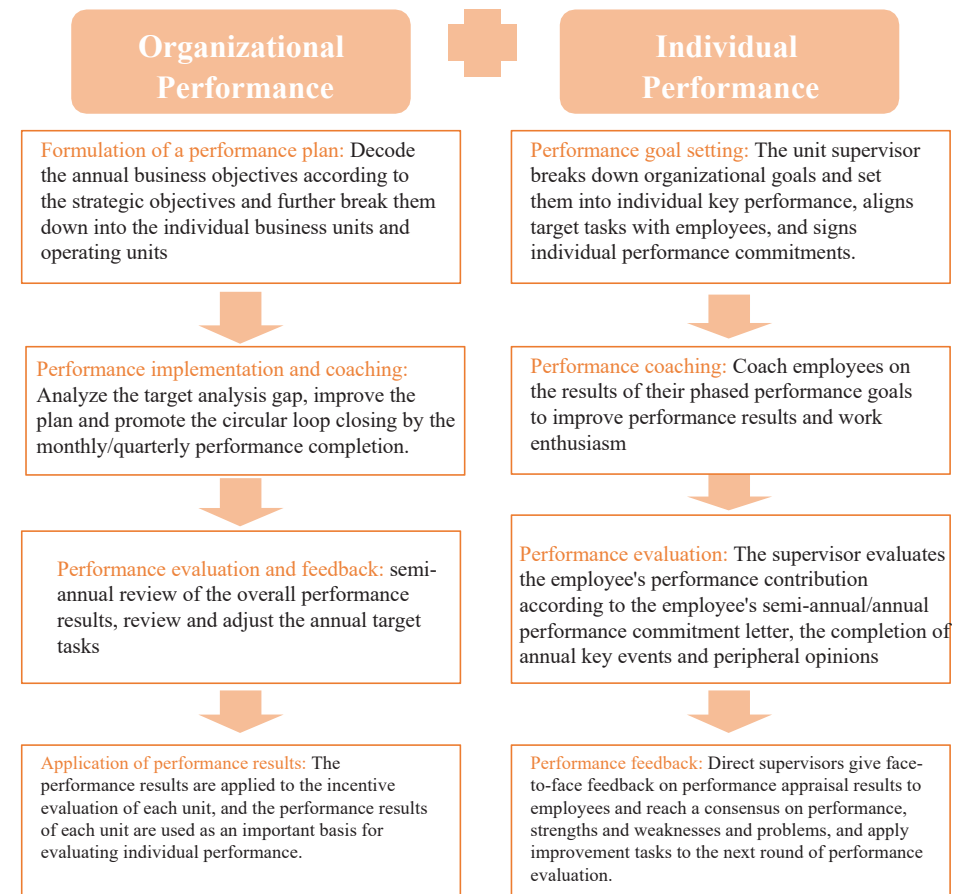 Organizational
Performance
Individual
Performance
Formulation of a performance plan: Decode
the annual business objectives according to
the strategic objectives and further break them
down into the individual business units and
operating units
Performance goal setting: The unit supervisor
breaks down organizational goals and set
them into individual key performance, aligns
target tasks with employees, and signs
individual performance commitments.
Performance implementation and coaching:
Analyze the target analysis gap, improve the
plan and promote the circular loop closing by the
monthly/quarterly performance completion.
Performance coaching: Coach employees on
the results of their phased performance goals
to improve performance results and work
enthusiasm
Performance evaluation and feedback: semi-
annual review of the overall performance
results, review and adjust the annual target
tasks
Performance evaluation: The supervisor evaluates
the employee's performance contribution
according to the employee's semi-annual/annual
performance commitment letter, the completion of
annual key events and peripheral opinions
Application of performance results: The
performance results are applied to the incentive
evaluation of each unit, and the performance results
of each unit are used as an important basis for
evaluating individual performance.
Performance feedback: Direct supervisors give face-
to-face feedback on performance appraisal results to
employees and reach a consensus on performance,
strengths and weaknesses and problems, and apply
improvement tasks to the next round of performance
evaluation.